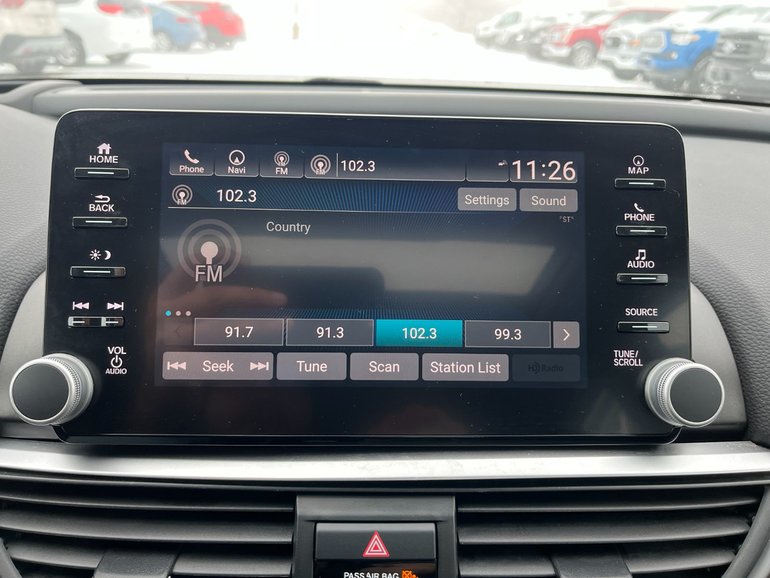 HOME
Phone
Navi
FM
102.3
11:26
MAP
102.3
Settings
Sound
BACK
PHONE
"ST"
Country
FM
AUDIO
SOURCE
91.7
91.3
102.3
99.3
VOL
AUDIO
Seek
Tune
Scan
Station List
HD Radio
TUNE/
SCROLL
PASS AIR BAG